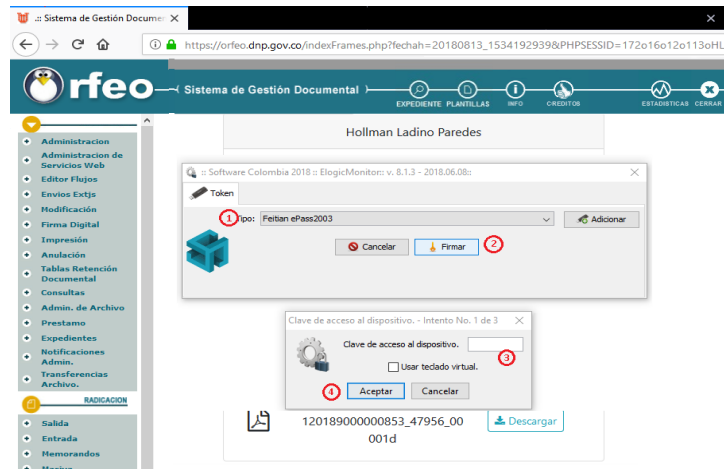 .:: Sistema de Gestión Documen
https://orfeo.dnp.gov.co/indexFrames.php?fechah=20180813_1534192939&PHPSESSID=172o16o12o113oHL
Orfeo
Sistema de Gestión Documental
EXPEDIENTE PLANTILLAS INFO CREDITOS ESTADISTICAS CERRAR
Administracion
Administracion de
Servicios Web
Editor Flujos
Envios Extjs
Modificación
Firma Digital
Impresión
Anulación
Tablas Retención
Documental
Consultas
Admin. de Archivo
Prestamo
Expedientes
Notificaciones
Admin.
Transferencias
Archivo.
RADICACION
Salida
Entrada
Memorandos
Hollman Ladino Paredes
:: Software Colombia 2018 :: ElogicMonitor:: v. 8.1.3 - 2018.06.08::
Token
1 Tipo: Feitian ePass2003 Adicionar
Cancelar Firmar 2
Clave de acceso al dispositivo. - Intento No. 1 de 3
Clave de acceso al dispositivo.
3
Usar teclado virtual.
4 Aceptar Cancelar
120189000000853_47956_00
001d
Descargar